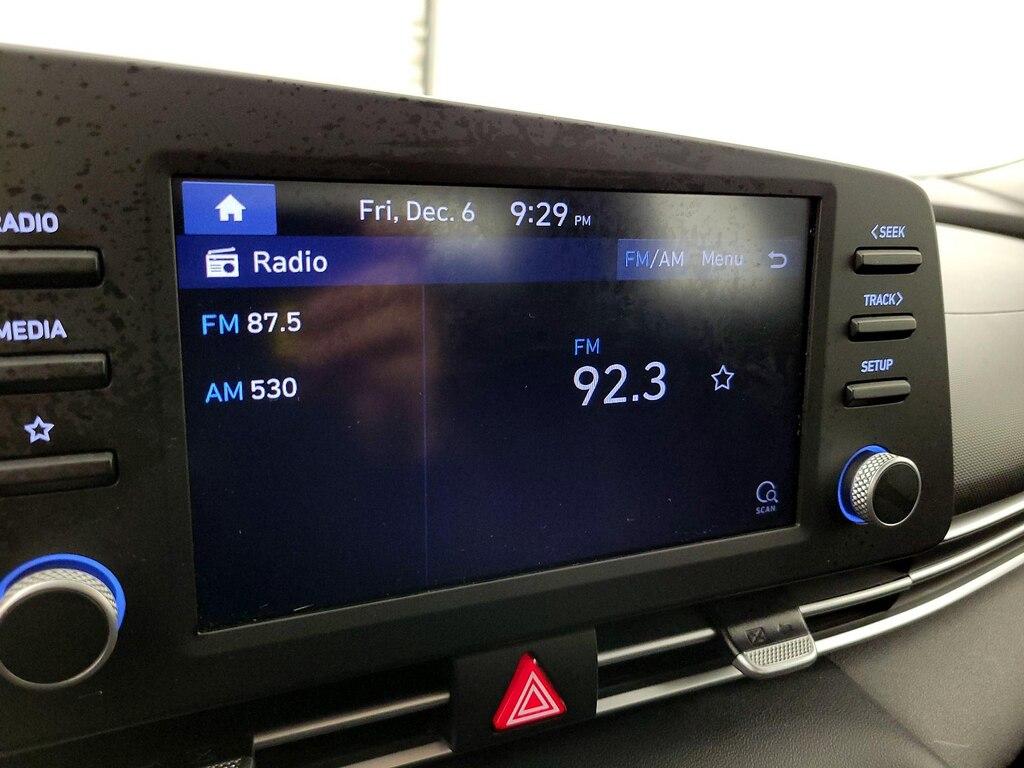 RADIO
MEDIA
Fri, Dec. 6 9:29 PM
Radio FM/AM Menu
FM 87.5
AM 530
FM
92.3
SCAN
<SEEK
TRACK>
SETUP